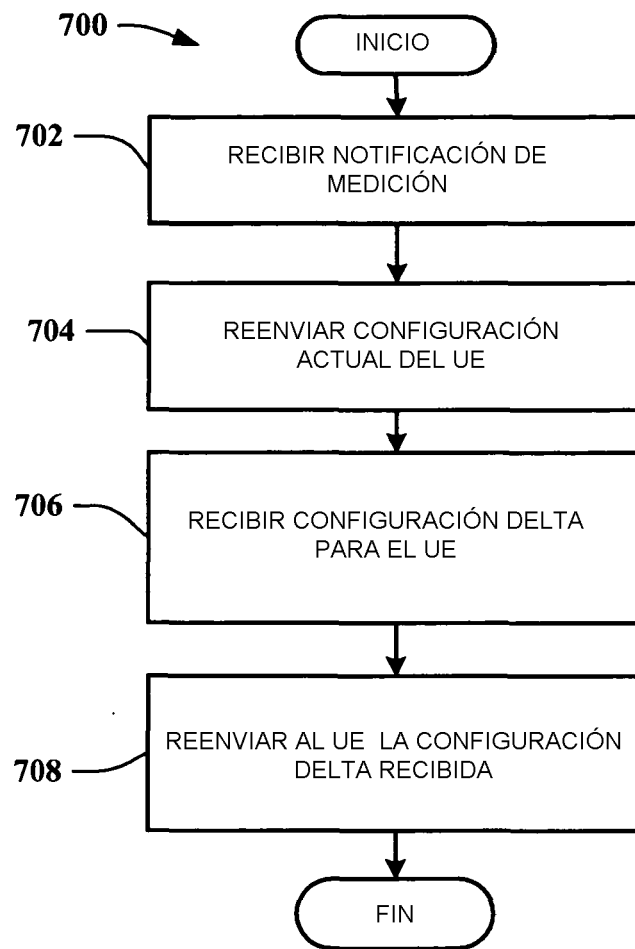 700
INICIO
702
RECIBIR NOTIFICACIÓN DE
MEDICIÓN
704
REENVIAR CONFIGURACIÓN
ACTUAL DEL UE
706
RECIBIR CONFIGURACIÓN DELTA
PARA EL UE
708
REENVIAR AL UE LA CONFIGURACIÓN
DELTA RECIBIDA
FIN